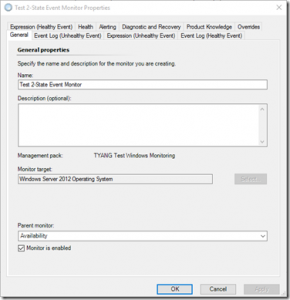 Test 2-State Event Monitor Properties
Expression (Healthy Event) Health Alerting Diagnostic and Recovery Product Knowledge Overrides
General Event Log (Unhealthy Event) Expression (Unhealthy Event) Event Log (Healthy Event)
General properties
Specify the name and description for the monitor you are creating.
Name:
Test 2-State Event Monitor
Description (optional):
Management pack: TYANG Test Windows Monitoring
Monitor target:
Windows Server 2012 Operating System Select...
Parent monitor:
Availability
Monitor is enabled
OK Cancel Apply